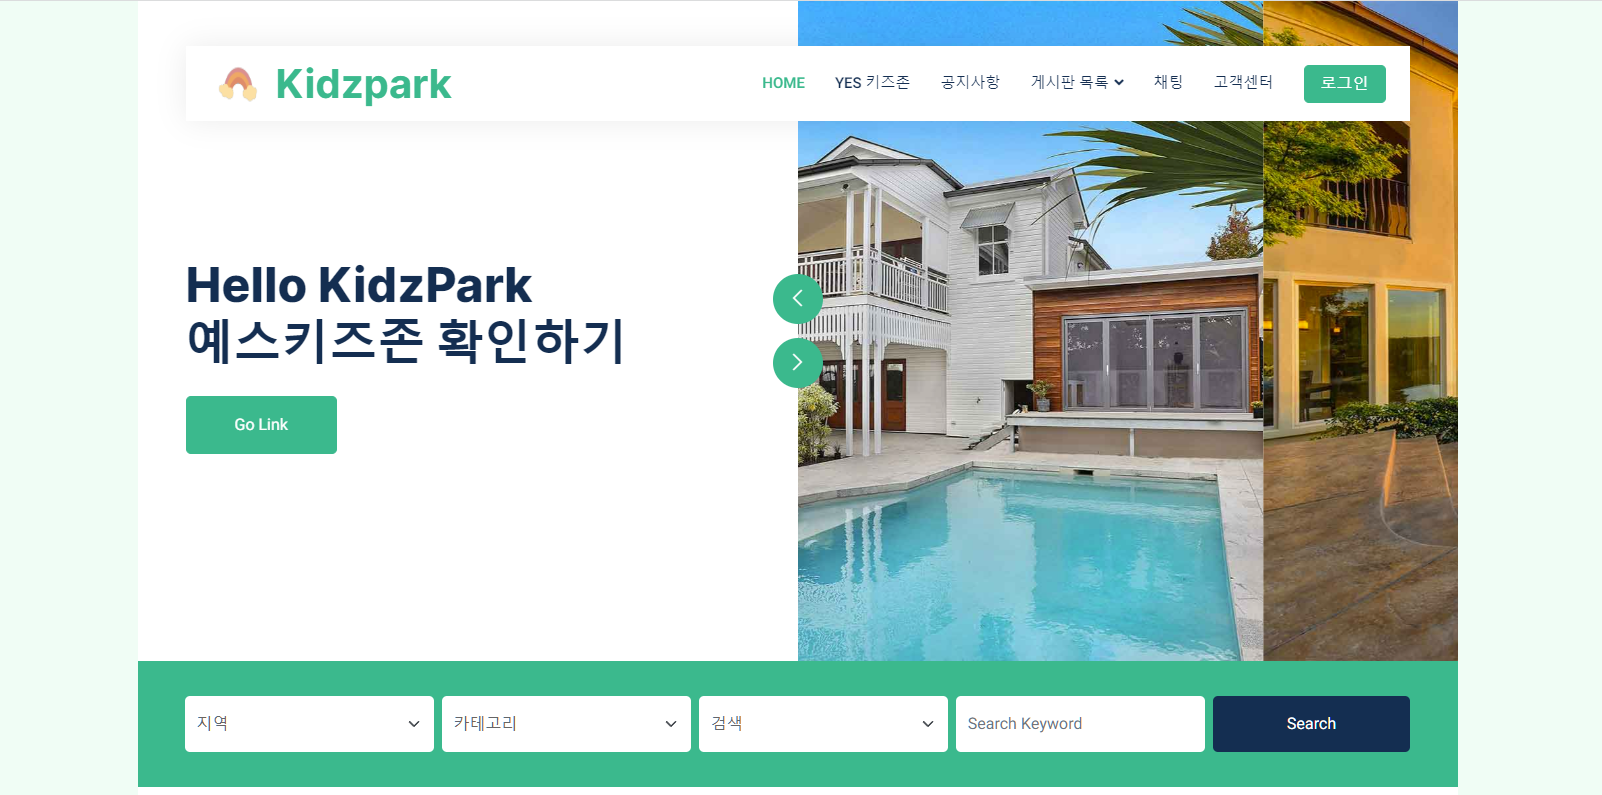 Kidzpark
HOME YES 키즈존 공지사항 게시판 목록 채팅 고객센터 로그인
Hello KidzPark
예스키즈존 확인하기
Go Link
지역 카테고리 검색 Search Keyword Search